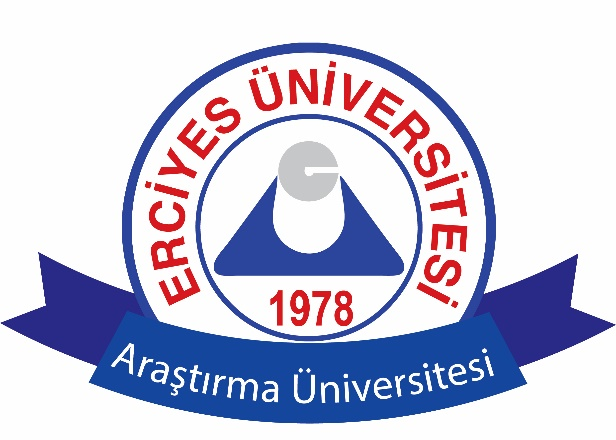 ERCİYES ÜNİVERSİTESİ
1978
Araştırma Üniversitesi